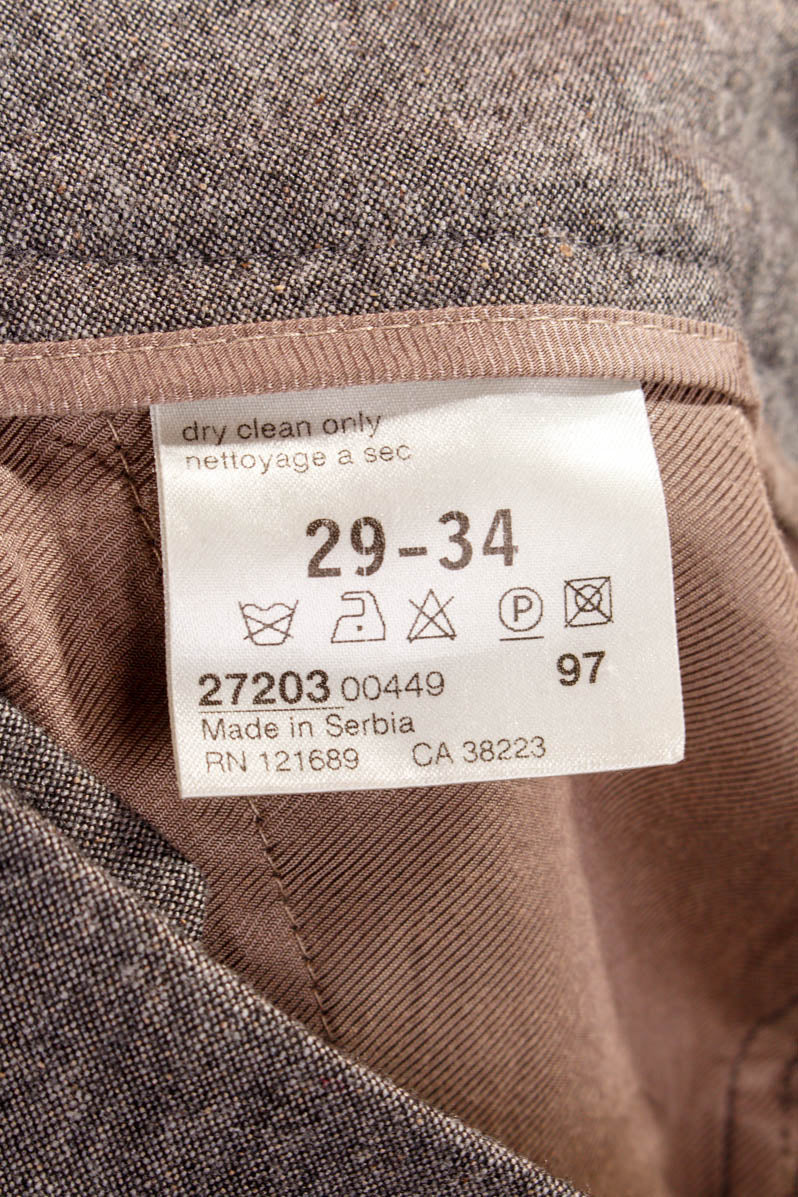 dry clean only
nettoyage a sec
29-34
P
97
27203 00449
Made in Serbia
RN 121689 CA 38223